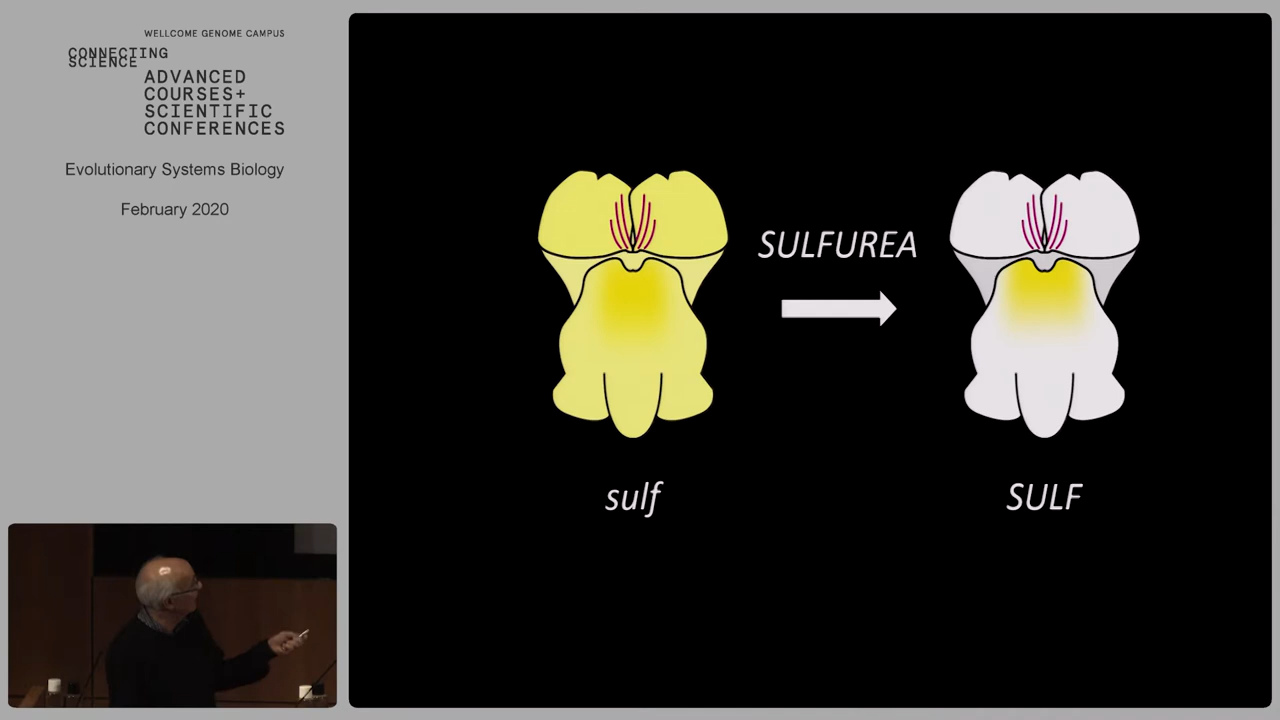 WELLCOME GENOME CAMPUS
CONNECTING
SCIENCE
ADVANCED
COURSES+
SCIENTIFIC
CONFERENCES
Evolutionary Systems Biology
February 2020
SULFUREA
sulf
SULF